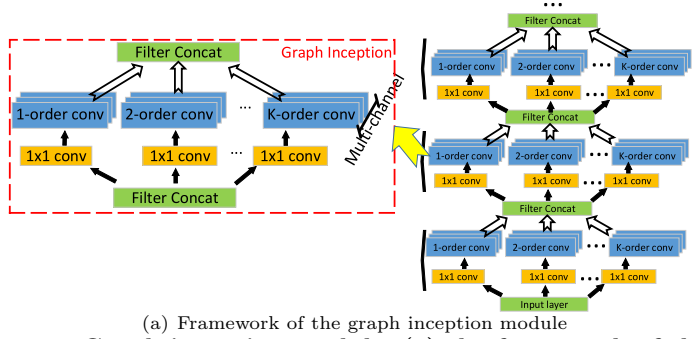 Filter Concat
Graph Inception
1-order conv 2-order conv ... K-order conv
Multi-channel
1x1 conv 1x1 conv ... 1x1 conv
Filter Concat
...
Filter Concat
1-order conv 2-order conv ... K-order conv
1x1 conv 1x1 conv ... 1x1 conv
Filter Concat
1-order conv 2-order conv ... K-order conv
1x1 conv 1x1 conv ... 1x1 conv
Filter Concat
1-order conv 2-order conv ... K-order conv
1x1 conv 1x1 conv ... 1x1 conv
Input layer
(a) Framework of the graph inception module